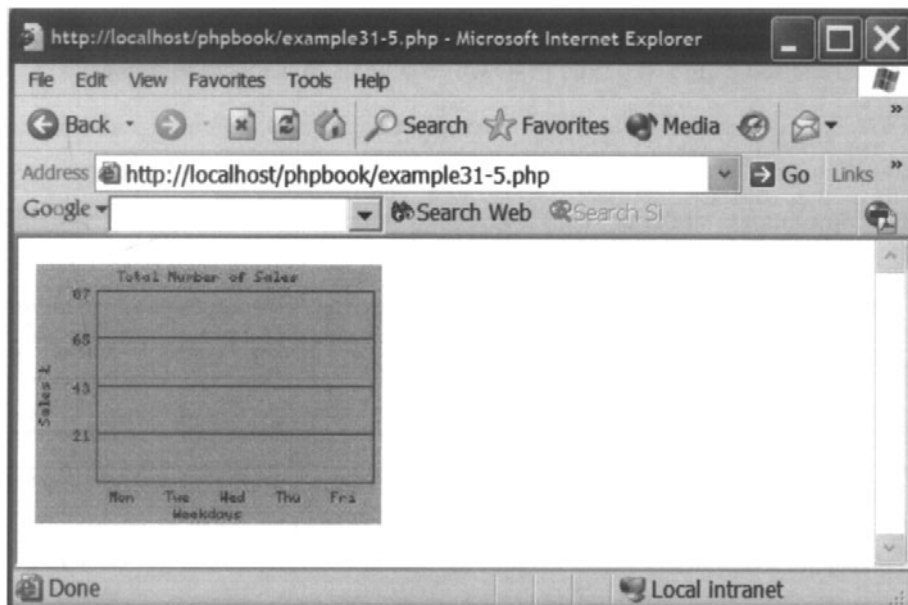 http://localhost/phpbook/example31-5.php - Microsoft Internet Explorer
File Edit View Favorites Tools Help
Back Search Favorites Media
Address http://localhost/phpbook/example31-5.php Go Links
Google Search Web Search Si
Total Number of Sales
87
65
43
21
Sales £
Mon Tue Wed Thu Fri
Weekdays
Done Local intranet